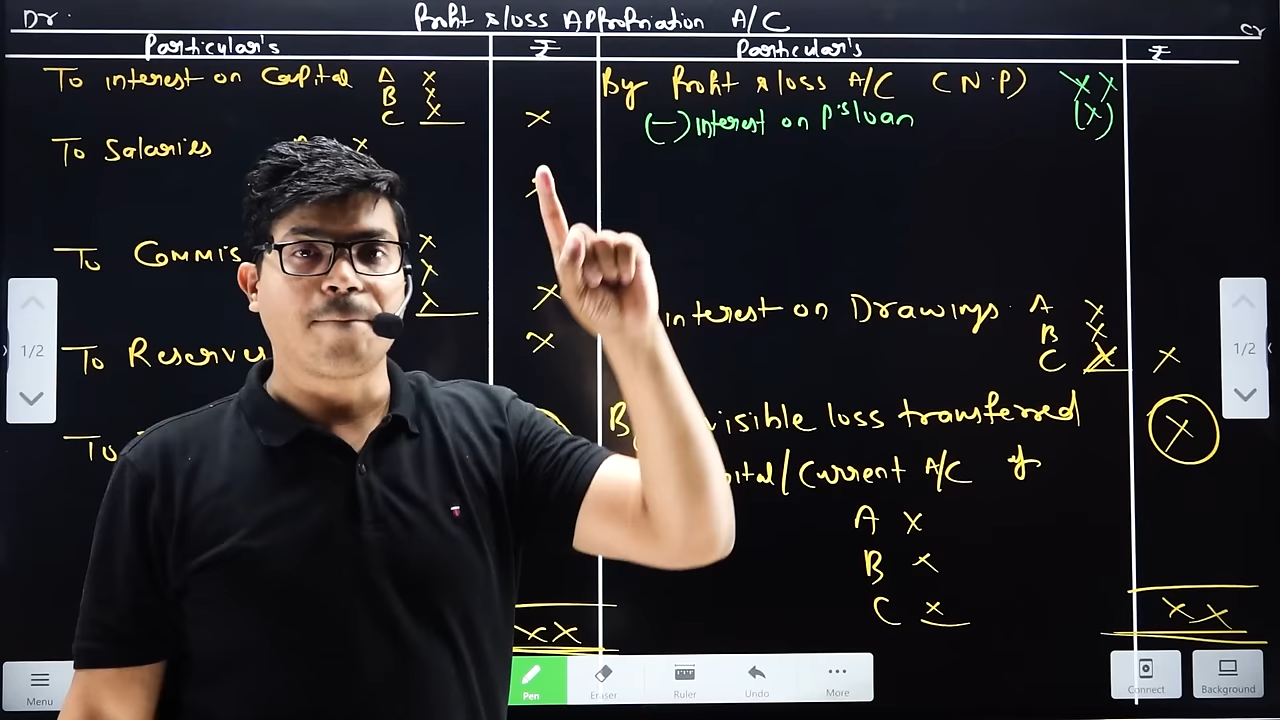 Dr.
Profit & loss Appropriation A/C
Cr
Particular's
₹
Particular's
₹
To interest on Capital A x
B x
C x
x
To Salaries
x
To Commis
x
x
x
x
To Reserves
x
To
xx
By Profit & loss A/C (N.P) xx
(-) interest on P's loan (x)
interest on Drawings. A x
B x
C x
x
visible loss transferred
x
ital/Current A/C of
A x
B x
C x
xx
1/2
1/2
Menu
Pen
Eraser
Ruler
Undo
More
Connect
Background